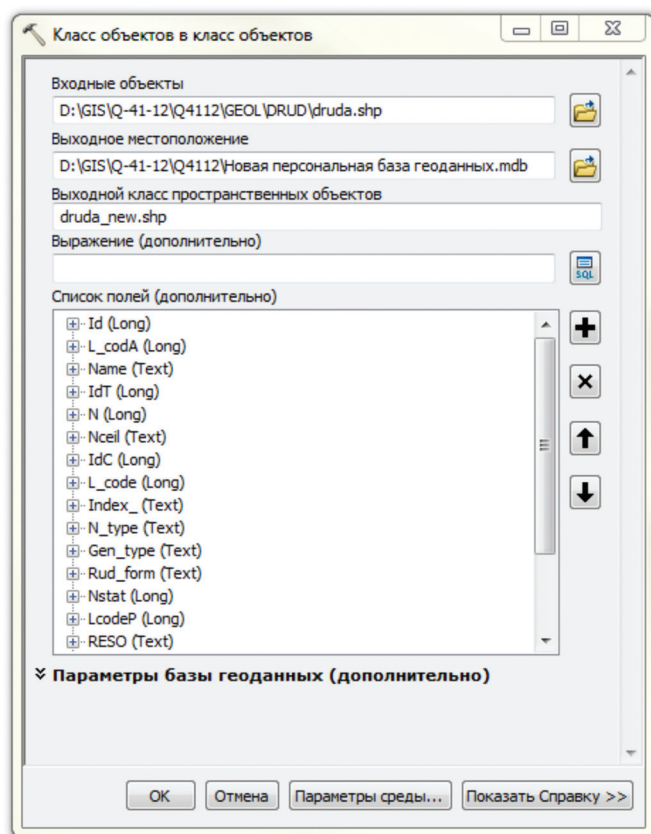 Класс объектов в класс объектов
Входные объекты
D:\GIS\Q-41-12\Q4112\GEOL\DRUD\druda.shp
Выходное местоположение
D:\GIS\Q-41-12\Q4112\Новая персональная база геоданных.mdb
Выходной класс пространственных объектов
druda_new.shp
Выражение (дополнительно)
SQL
Список полей (дополнительно)
Id (Long)
L_codA (Long)
Name (Text)
IdT (Long)
N (Long)
Nceil (Text)
IdC (Long)
L_code (Long)
Index_ (Text)
N_type (Text)
Gen_type (Text)
Rud_form (Text)
Nstat (Long)
LcodeP (Long)
RESO (Text)
Параметры базы геоданных (дополнительно)
OK Отмена Параметры среды... Показать Справку >>